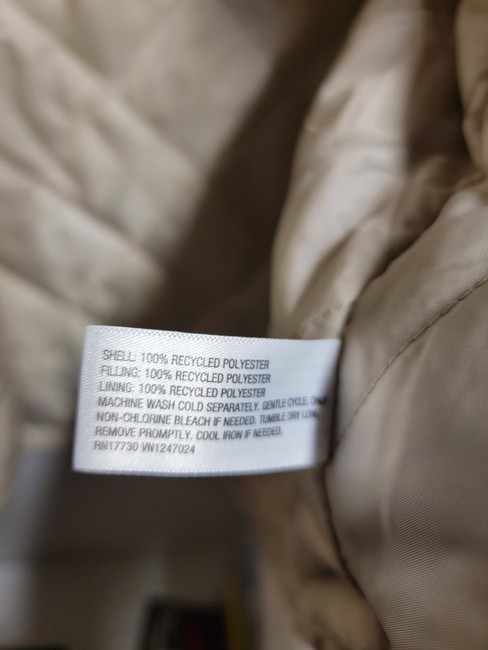 SHELL: 100% RECYCLED POLYESTER
FILLING: 100% RECYCLED POLYESTER
LINING: 100% RECYCLED POLYESTER
MACHINE WASH COLD SEPARATELY. GENTLE CYCLE.
NON-CHLORINE BLEACH IF NEEDED. TUMBLE DRY LOW,
REMOVE PROMPTLY. COOL IRON IF NEEDED.
RN17730 VN1247024